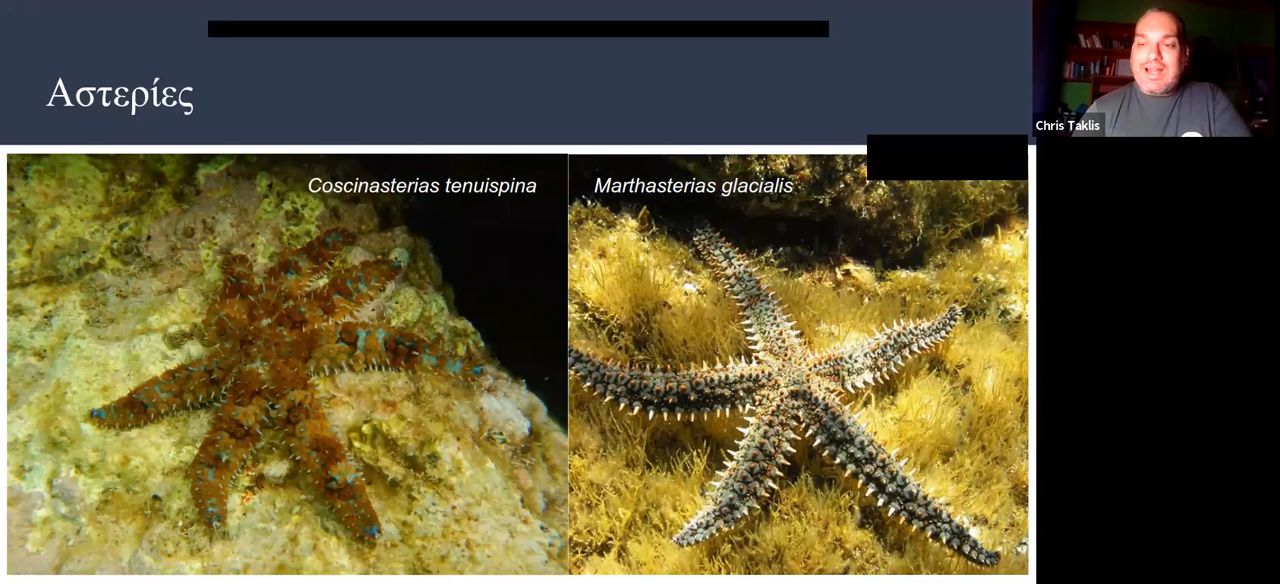 Αστερίες
Chris Taklis
Coscinasterias tenuispina
Marthasterias glacialis